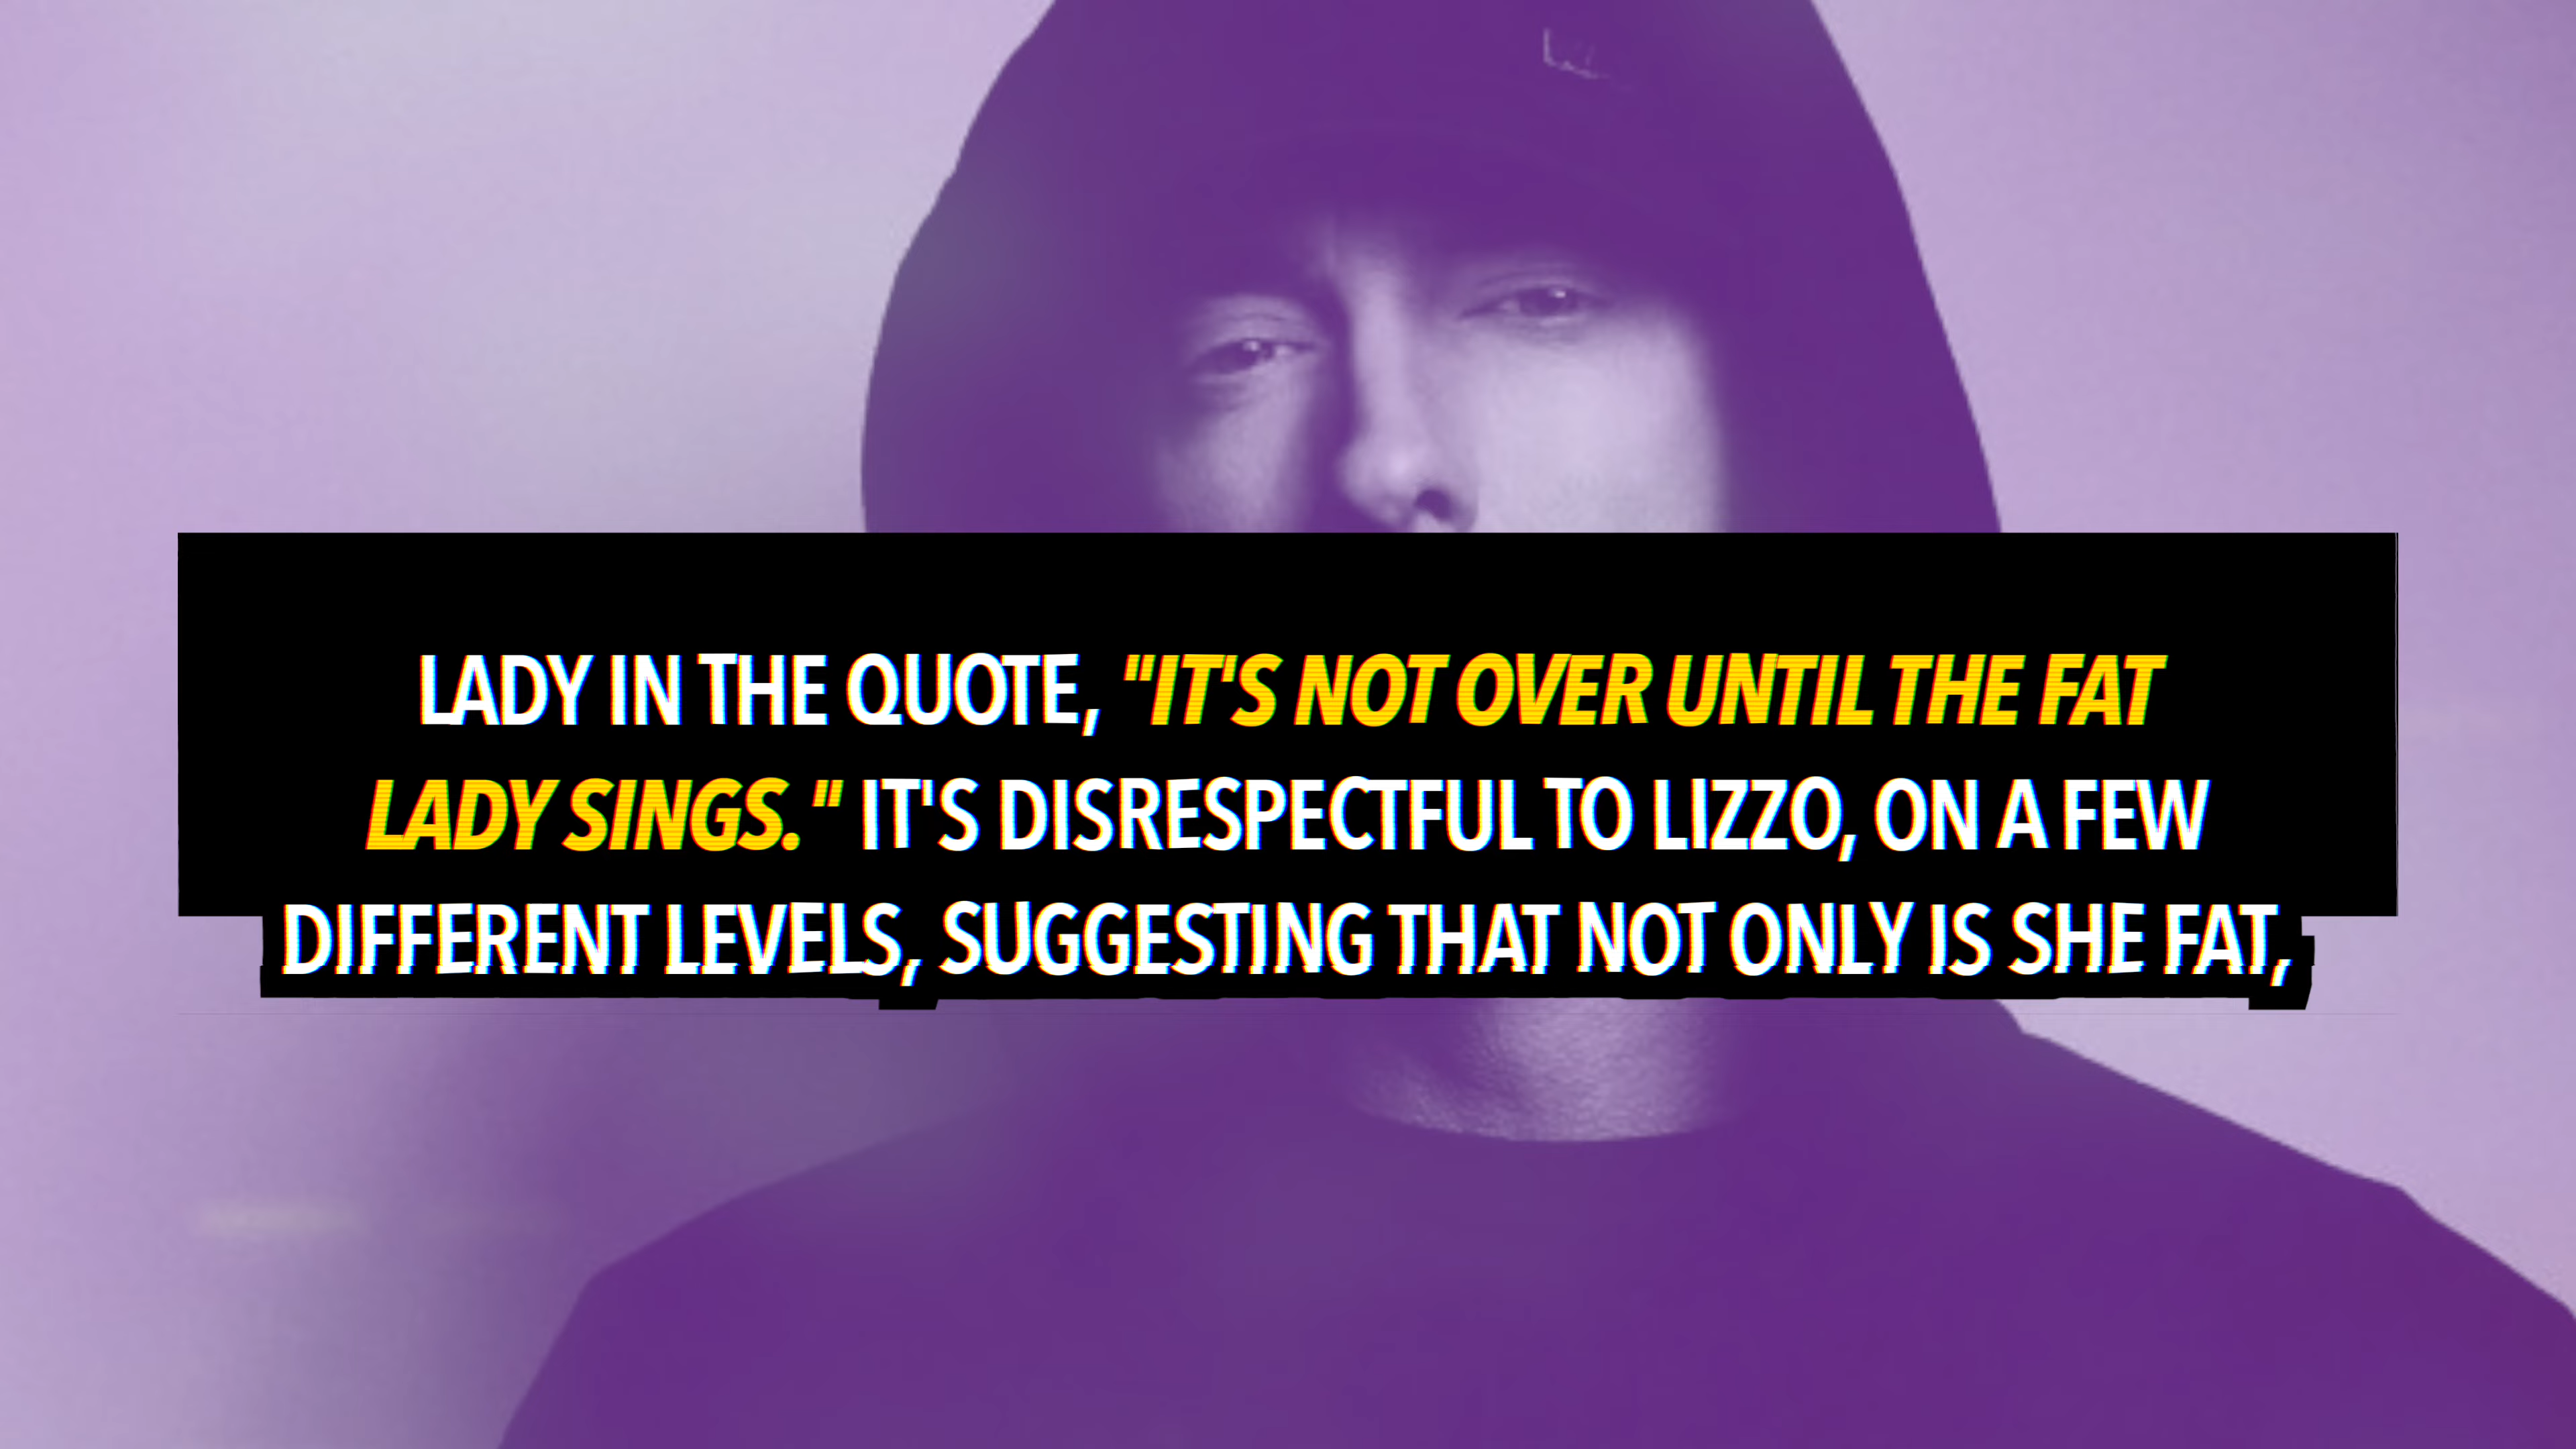 LADY IN THE QUOTE, "IT'S NOT OVER UNTIL THE FAT
LADY SINGS." IT'S DISRESPECTFUL TO LIZZO, ON A FEW
DIFFERENT LEVELS, SUGGESTING THAT NOT ONLY IS SHE FAT,